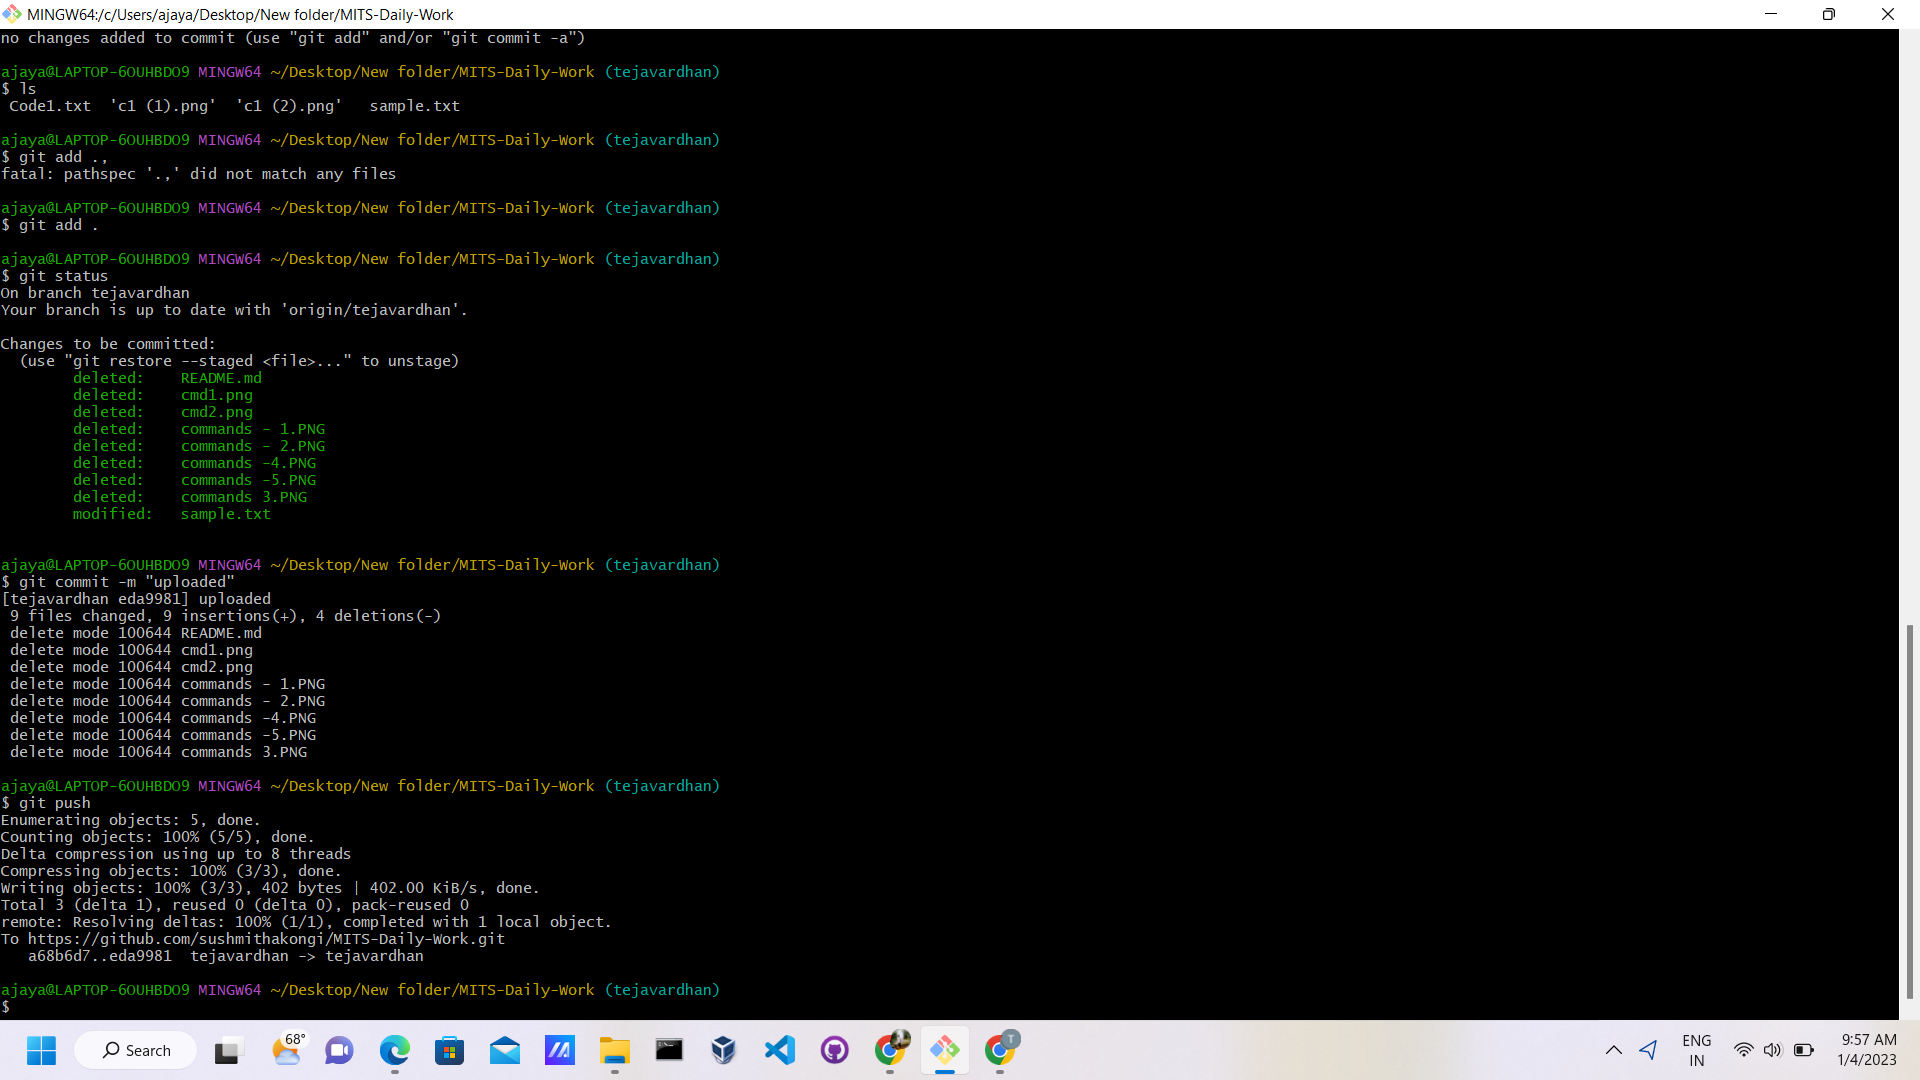 MINGW64:/c/Users/ajaya/Desktop/New folder/MITS-Daily-Work
no changes added to commit (use "git add" and/or "git commit -a")
ajaya@LAPTOP-6OUHBDO9 MINGW64 ~/Desktop/New folder/MITS-Daily-Work (tejavardhan)
$ ls
Code1.txt  'c1 (1).png'  'c1 (2).png'   sample.txt
ajaya@LAPTOP-6OUHBDO9 MINGW64 ~/Desktop/New folder/MITS-Daily-Work (tejavardhan)
$ git add .,
fatal: pathspec '.,' did not match any files
ajaya@LAPTOP-6OUHBDO9 MINGW64 ~/Desktop/New folder/MITS-Daily-Work (tejavardhan)
$ git add .
ajaya@LAPTOP-6OUHBDO9 MINGW64 ~/Desktop/New folder/MITS-Daily-Work (tejavardhan)
$ git status
On branch tejavardhan
Your branch is up to date with 'origin/tejavardhan'.
Changes to be committed:
  (use "git restore --staged <file>..." to unstage)
        deleted:    README.md
        deleted:    cmd1.png
        deleted:    cmd2.png
        deleted:    commands - 1.PNG
        deleted:    commands - 2.PNG
        deleted:    commands -4.PNG
        deleted:    commands -5.PNG
        deleted:    commands 3.PNG
        modified:   sample.txt
ajaya@LAPTOP-6OUHBDO9 MINGW64 ~/Desktop/New folder/MITS-Daily-Work (tejavardhan)
$ git commit -m "uploaded"
[tejavardhan eda9981] uploaded
 9 files changed, 9 insertions(+), 4 deletions(-)
 delete mode 100644 README.md
 delete mode 100644 cmd1.png
 delete mode 100644 cmd2.png
 delete mode 100644 commands - 1.PNG
 delete mode 100644 commands - 2.PNG
 delete mode 100644 commands -4.PNG
 delete mode 100644 commands -5.PNG
 delete mode 100644 commands 3.PNG
ajaya@LAPTOP-6OUHBDO9 MINGW64 ~/Desktop/New folder/MITS-Daily-Work (tejavardhan)
$ git push
Enumerating objects: 5, done.
Counting objects: 100% (5/5), done.
Delta compression using up to 8 threads
Compressing objects: 100% (3/3), done.
Writing objects: 100% (3/3), 402 bytes | 402.00 KiB/s, done.
Total 3 (delta 1), reused 0 (delta 0), pack-reused 0
remote: Resolving deltas: 100% (1/1), completed with 1 local object.
To https://github.com/sushmithakongi/MITS-Daily-Work.git
   a68b6d7..eda9981  tejavardhan -> tejavardhan
ajaya@LAPTOP-6OUHBDO9 MINGW64 ~/Desktop/New folder/MITS-Daily-Work (tejavardhan)
$
Search
68°
T
ENG
IN
9:57 AM
1/4/2023